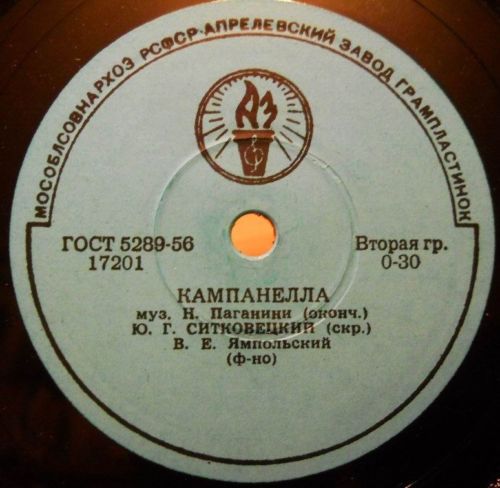 МОСОБЛСОВНАРХОЗ РСФСР-АПРЕЛЕВСКИЙ ЗАВОД ГРАМПЛАСТИНОК
АЗ
ГОСТ 5289-56
17201
Вторая гр.
0-30
КАМПАНЕЛЛА
муз. Н. Паганини (оконч.)
Ю. Г. СИТКОВЕЦКИЙ (скр.)
В. Е. Ямпольский
(ф-но)